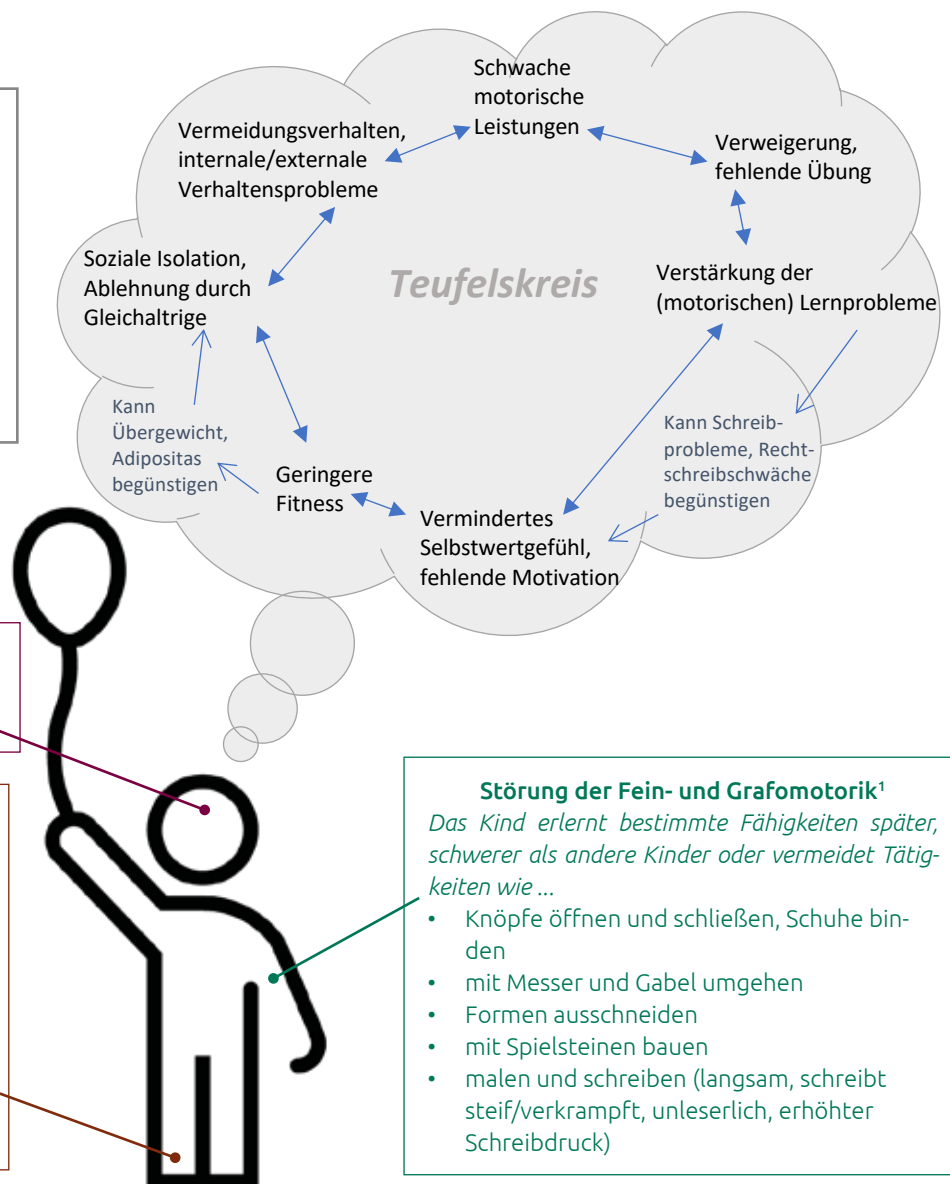 Schwache
motorische
Leistungen
Vermeidungsverhalten,
internale/externale
Verhaltensprobleme
Verweigerung,
fehlende Übung
Soziale Isolation,
Ablehnung durch
Gleichaltrige
Teufelskreis
Verstärkung der
(motorischen) Lernprobleme
Kann
Übergewicht,
Adipositas
begünstigen
Kann Schreib-
probleme, Recht-
schreibschwäche
begünstigen
Geringere
Fitness
Vermindertes
Selbstwertgefühl,
fehlende Motivation
Störung der Fein- und Grafomotorik¹
Das Kind erlernt bestimmte Fähigkeiten später,
schwerer als andere Kinder oder vermeidet Tätig-
keiten wie ...
• Knöpfe öffnen und schließen, Schuhe bin-
den
• mit Messer und Gabel umgehen
• Formen ausschneiden
• mit Spielsteinen bauen
• malen und schreiben (langsam, schreibt
steif/verkrampft, unleserlich, erhöhter
Schreibdruck)